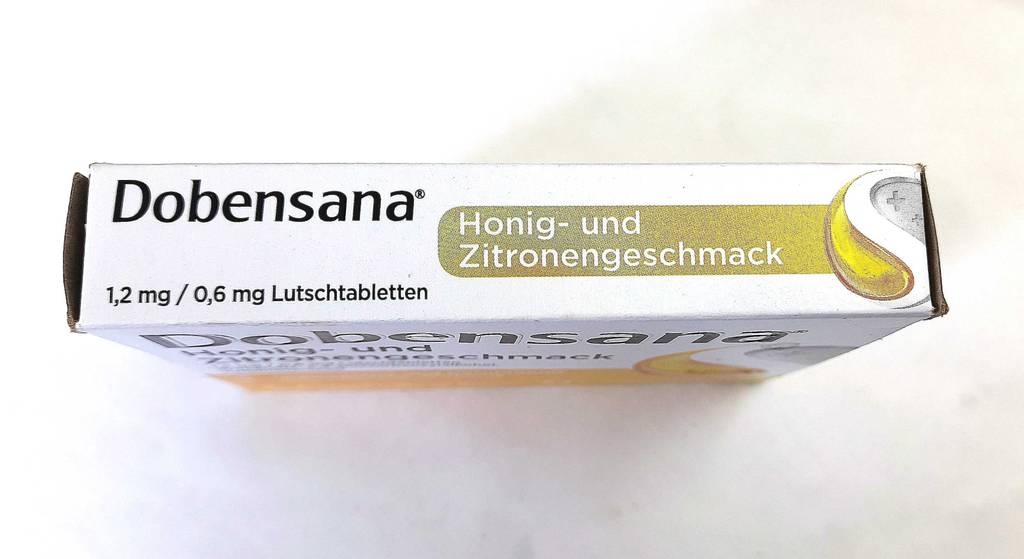 Dobensana®
Honig- und
Zitronengeschmack
1,2 mg / 0,6 mg Lutschtabletten
Dobensana®
Honig- und
Zitronengeschmack